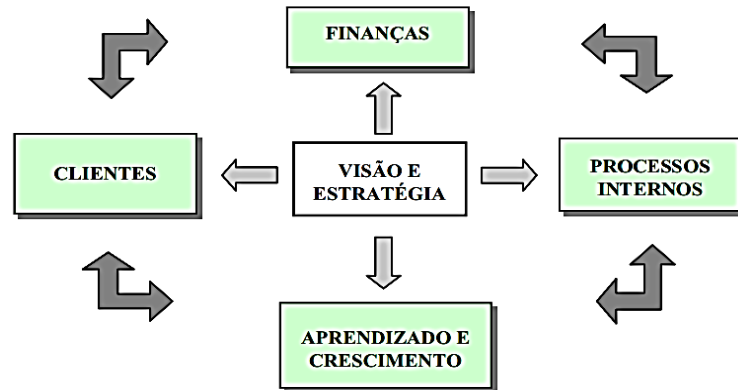 FINANÇAS
CLIENTES
VISÃO E
ESTRATÉGIA
PROCESSOS
INTERNOS
APRENDIZADO E
CRESCIMENTO